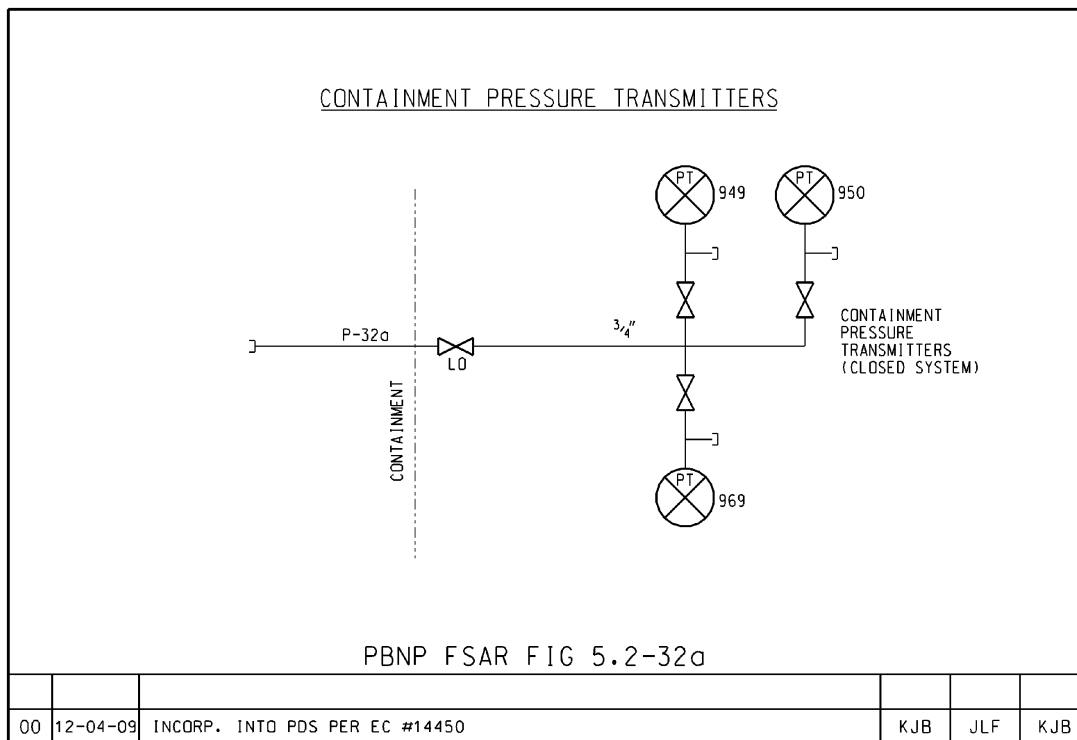 CONTAINMENT PRESSURE TRANSMITTERS
PT
949
PT
950
CONTAINMENT
PRESSURE
TRANSMITTERS
(CLOSED SYSTEM)
3/4"
P-32a
LO
CONTAINMENT
PT
969
PBNP FSAR FIG 5.2-32a
00 12-04-09 INCORP. INTO PDS PER EC #14450 KJB JLF KJB